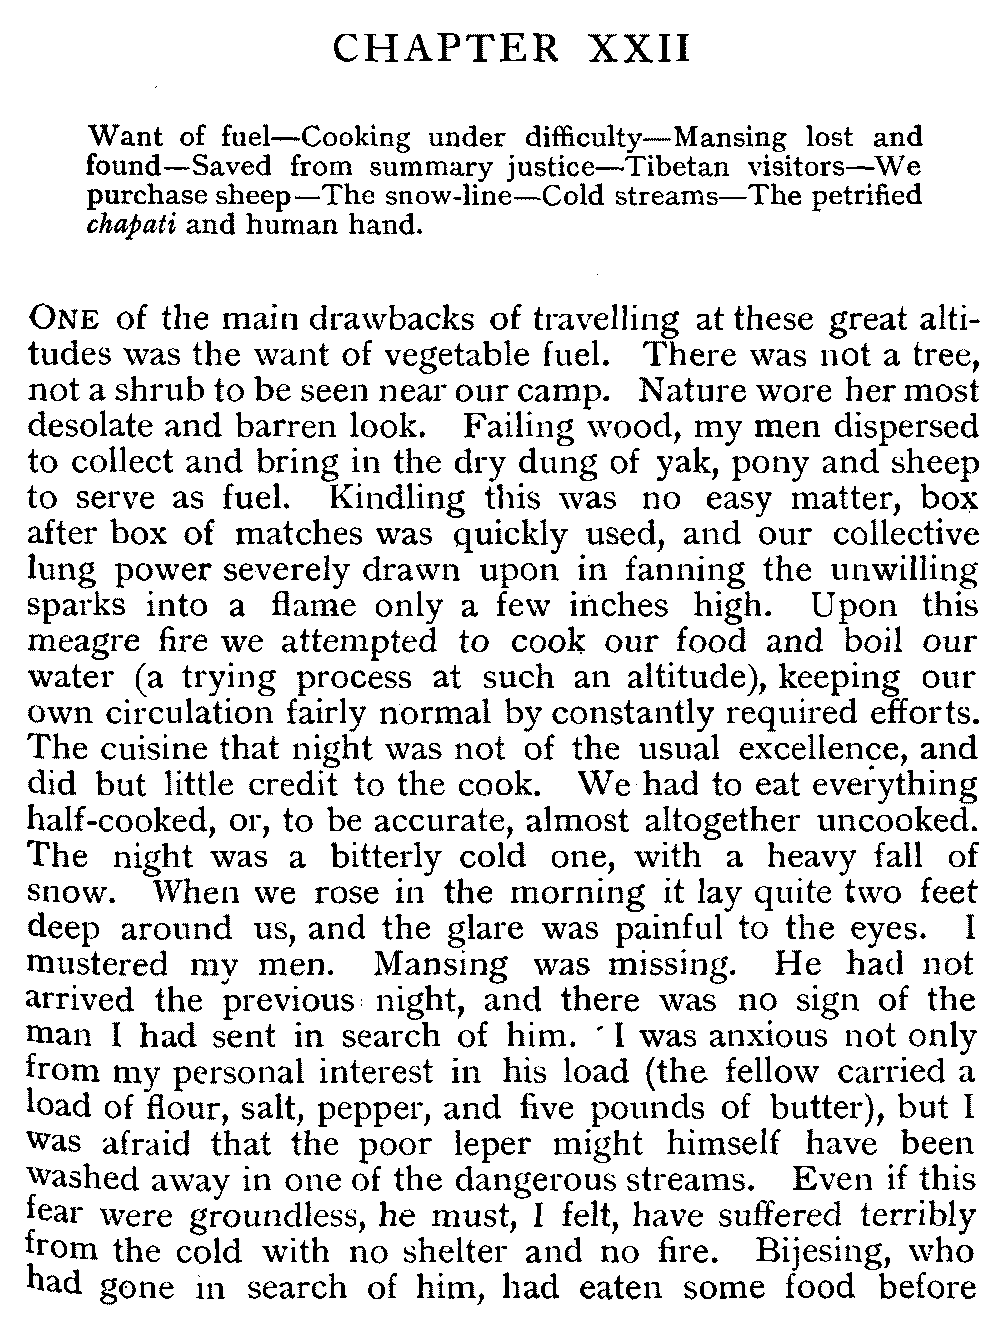 CHAPTER XXII
Want of fuel—Cooking under difficulty—Mansing lost and
found—Saved from summary justice—Tibetan visitors—We
purchase sheep—The snow-line—Cold streams—The petrified
chapati and human hand.
ONE of the main drawbacks of travelling at these great alti-
tudes was the want of vegetable fuel. There was not a tree,
not a shrub to be seen near our camp. Nature wore her most
desolate and barren look. Failing wood, my men dispersed
to collect and bring in the dry dung of yak, pony and sheep
to serve as fuel. Kindling this was no easy matter, box
after box of matches was quickly used, and our collective
lung power severely drawn upon in fanning the unwilling
sparks into a flame only a few inches high. Upon this
meagre fire we attempted to cook our food and boil our
water (a trying process at such an altitude), keeping our
own circulation fairly normal by constantly required efforts.
The cuisine that night was not of the usual excellence, and
did but little credit to the cook. We had to eat everything
half-cooked, or, to be accurate, almost altogether uncooked.
The night was a bitterly cold one, with a heavy fall of
snow. When we rose in the morning it lay quite two feet
deep around us, and the glare was painful to the eyes. I
mustered my men. Mansing was missing. He had not
arrived the previous night, and there was no sign of the
man I had sent in search of him. I was anxious not only
from my personal interest in his load (the fellow carried a
load of flour, salt, pepper, and five pounds of butter), but I
was afraid that the poor leper might himself have been
washed away in one of the dangerous streams. Even if this
fear were groundless, he must, I felt, have suffered terribly
from the cold with no shelter and no fire. Bijesing, who
had gone in search of him, had eaten some food before